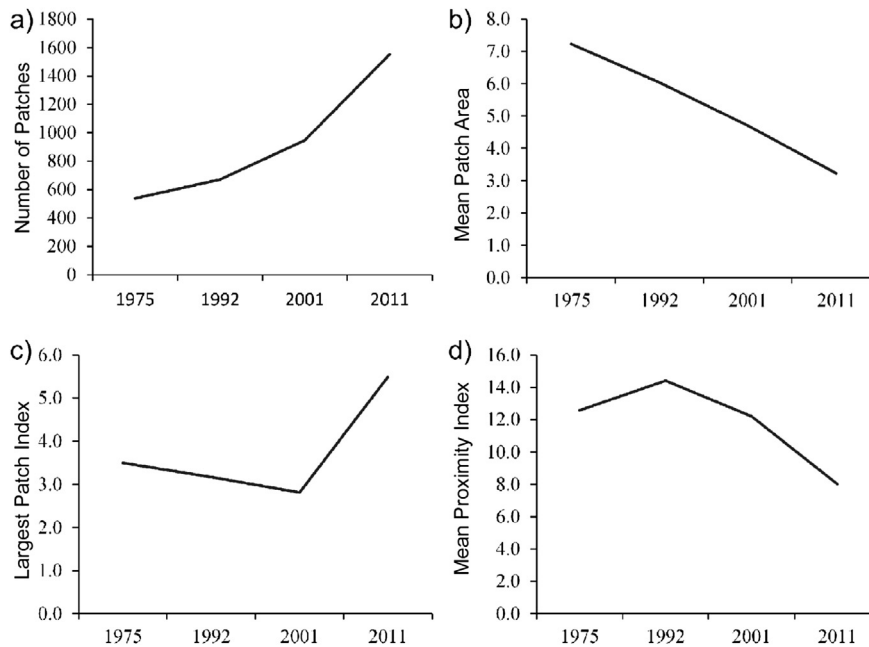 a)
Number of Patches
1800
1600
1400
1200
1000
800
600
400
200
0
1975 1992 2001 2011
b)
Mean Patch Area
8.0
7.0
6.0
5.0
4.0
3.0
2.0
1.0
0.0
1975 1992 2001 2011
c)
Largest Patch Index
6.0
5.0
4.0
3.0
2.0
1.0
0.0
1975 1992 2001 2011
d)
Mean Proximity Index
16.0
14.0
12.0
10.0
8.0
6.0
4.0
2.0
0.0
1975 1992 2001 2011